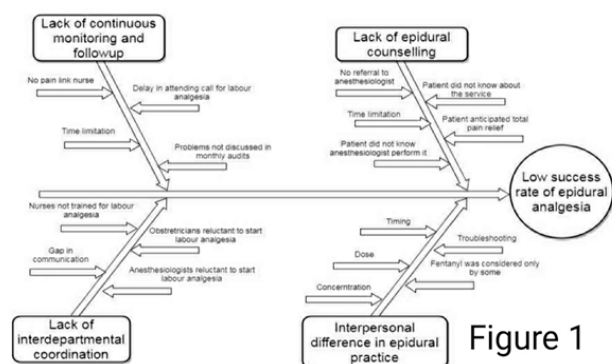 Lack of continuous
monitoring and
followup
Lack of epidural
counselling
No pain link nurse
Delay in attending call for labour
analgesia
Time limitation
Problems not discussed in
monthly audits
No referral to
anesthesiologist
Patient did not know about
the service
Time limitation
Patient anticipated total
pain relief
Patient did not know
anesthesiologist perform it
Low success
rate of epidural
analgesia
Nurses not trained for labour
analgesia
Obstretricians reluctant to start
labour analgesia
Gap in
communication
Anesthesiologists reluctant to start
labour analgesia
Timing
Troubleshooting
Dose
Fentanyl was considered only
by some
Concerntration
Lack of
interdepartmental
coordination
Interpersonal
difference in epidural
practice
Figure 1